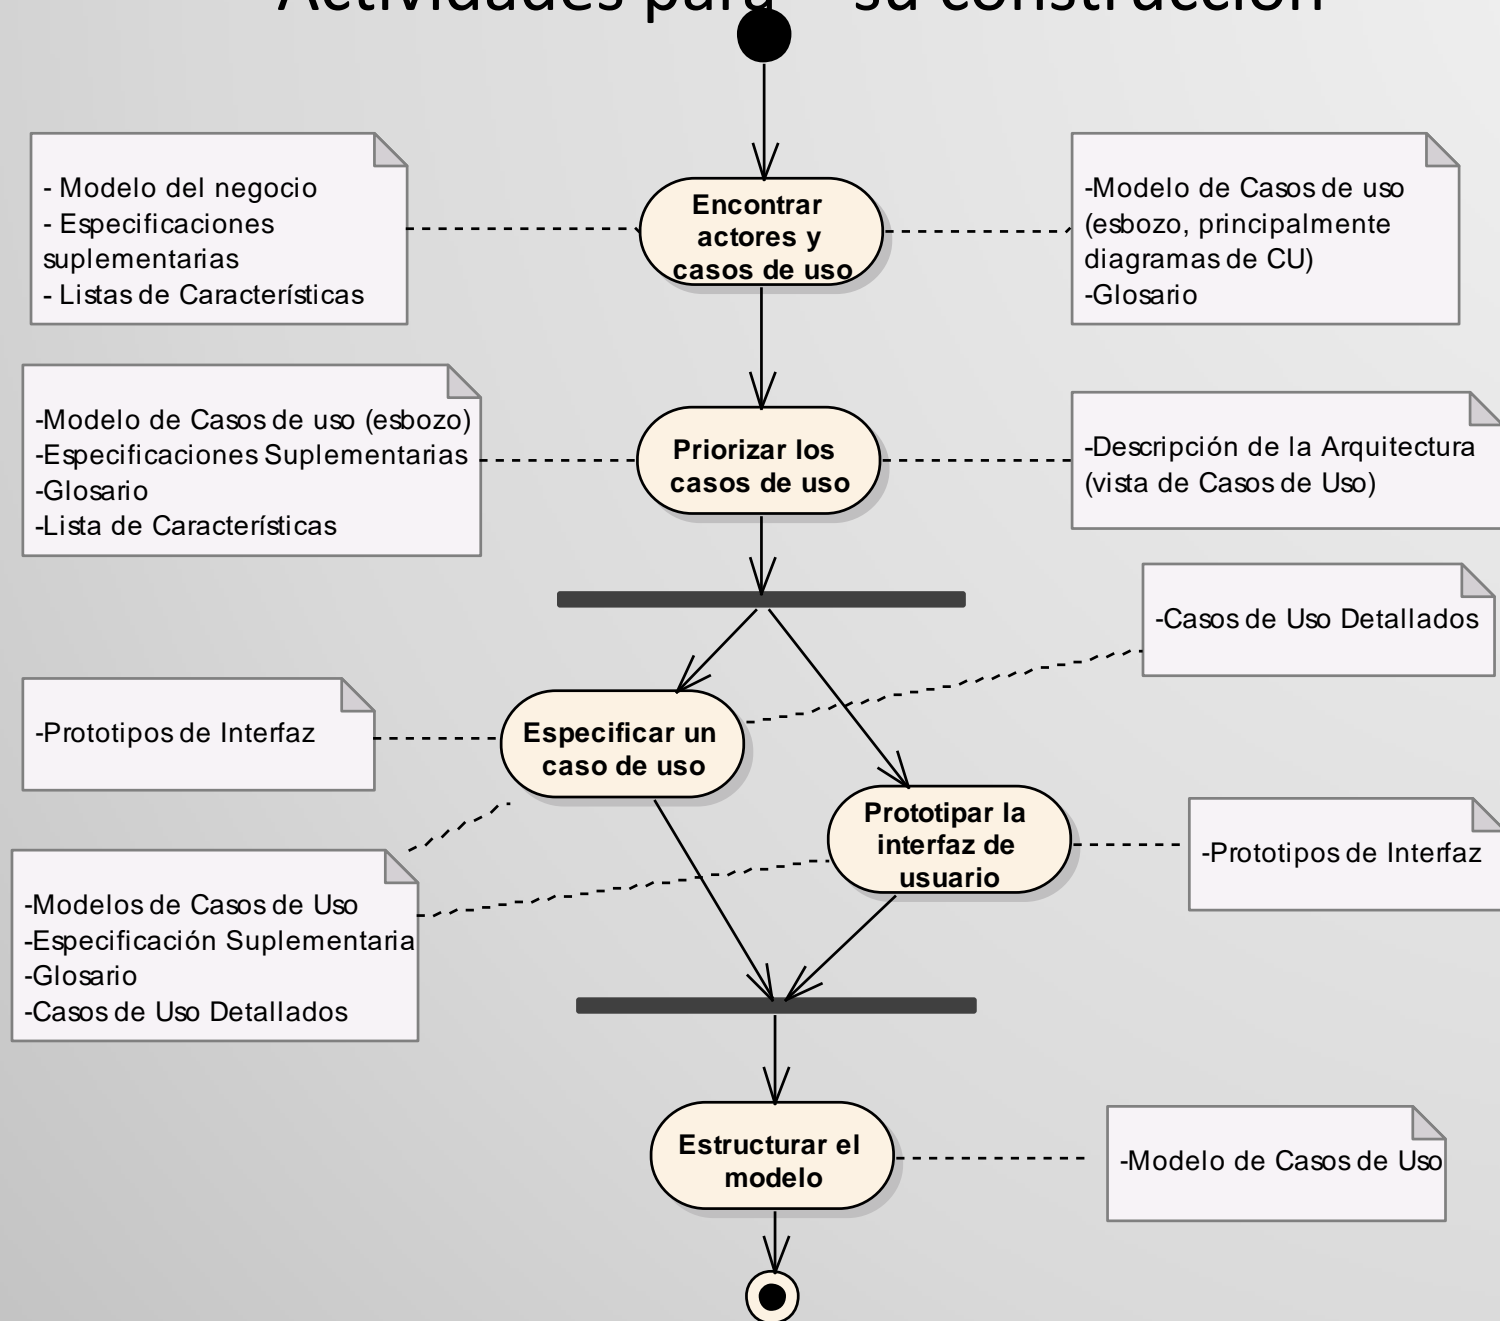 Actividades para su construcción
- Modelo del negocio
- Especificaciones
suplementarias
- Listas de Características
Encontrar
actores y
casos de uso
-Modelo de Casos de uso
(esbozo, principalmente
diagramas de CU)
-Glosario
-Modelo de Casos de uso (esbozo)
-Especificaciones Suplementarias
-Glosario
-Lista de Características
Priorizar los
casos de uso
-Descripción de la Arquitectura
(vista de Casos de Uso)
-Casos de Uso Detallados
-Prototipos de Interfaz
Especificar un
caso de uso
Prototipar la
interfaz de
usuario
-Prototipos de Interfaz
-Modelos de Casos de Uso
-Especificación Suplementaria
-Glosario
-Casos de Uso Detallados
Estructurar el
modelo
-Modelo de Casos de Uso